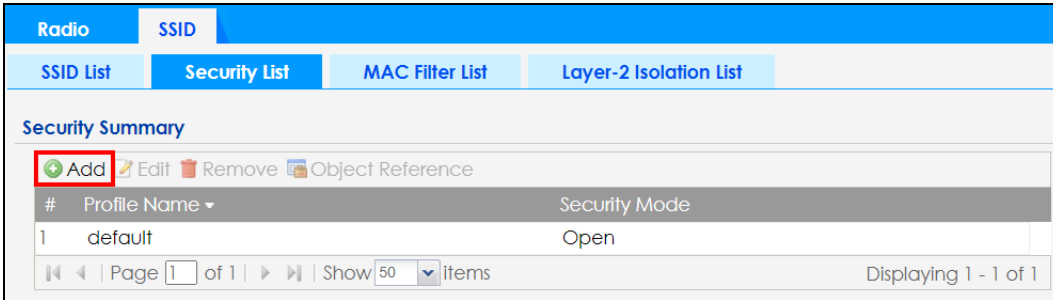 Radio SSID
SSID List Security List MAC Filter List Layer-2 Isolation List
Security Summary
Add Edit Remove Object Reference
# Profile Name Security Mode
1 default Open
Page 1 of 1 Show 50 items Displaying 1 - 1 of 1